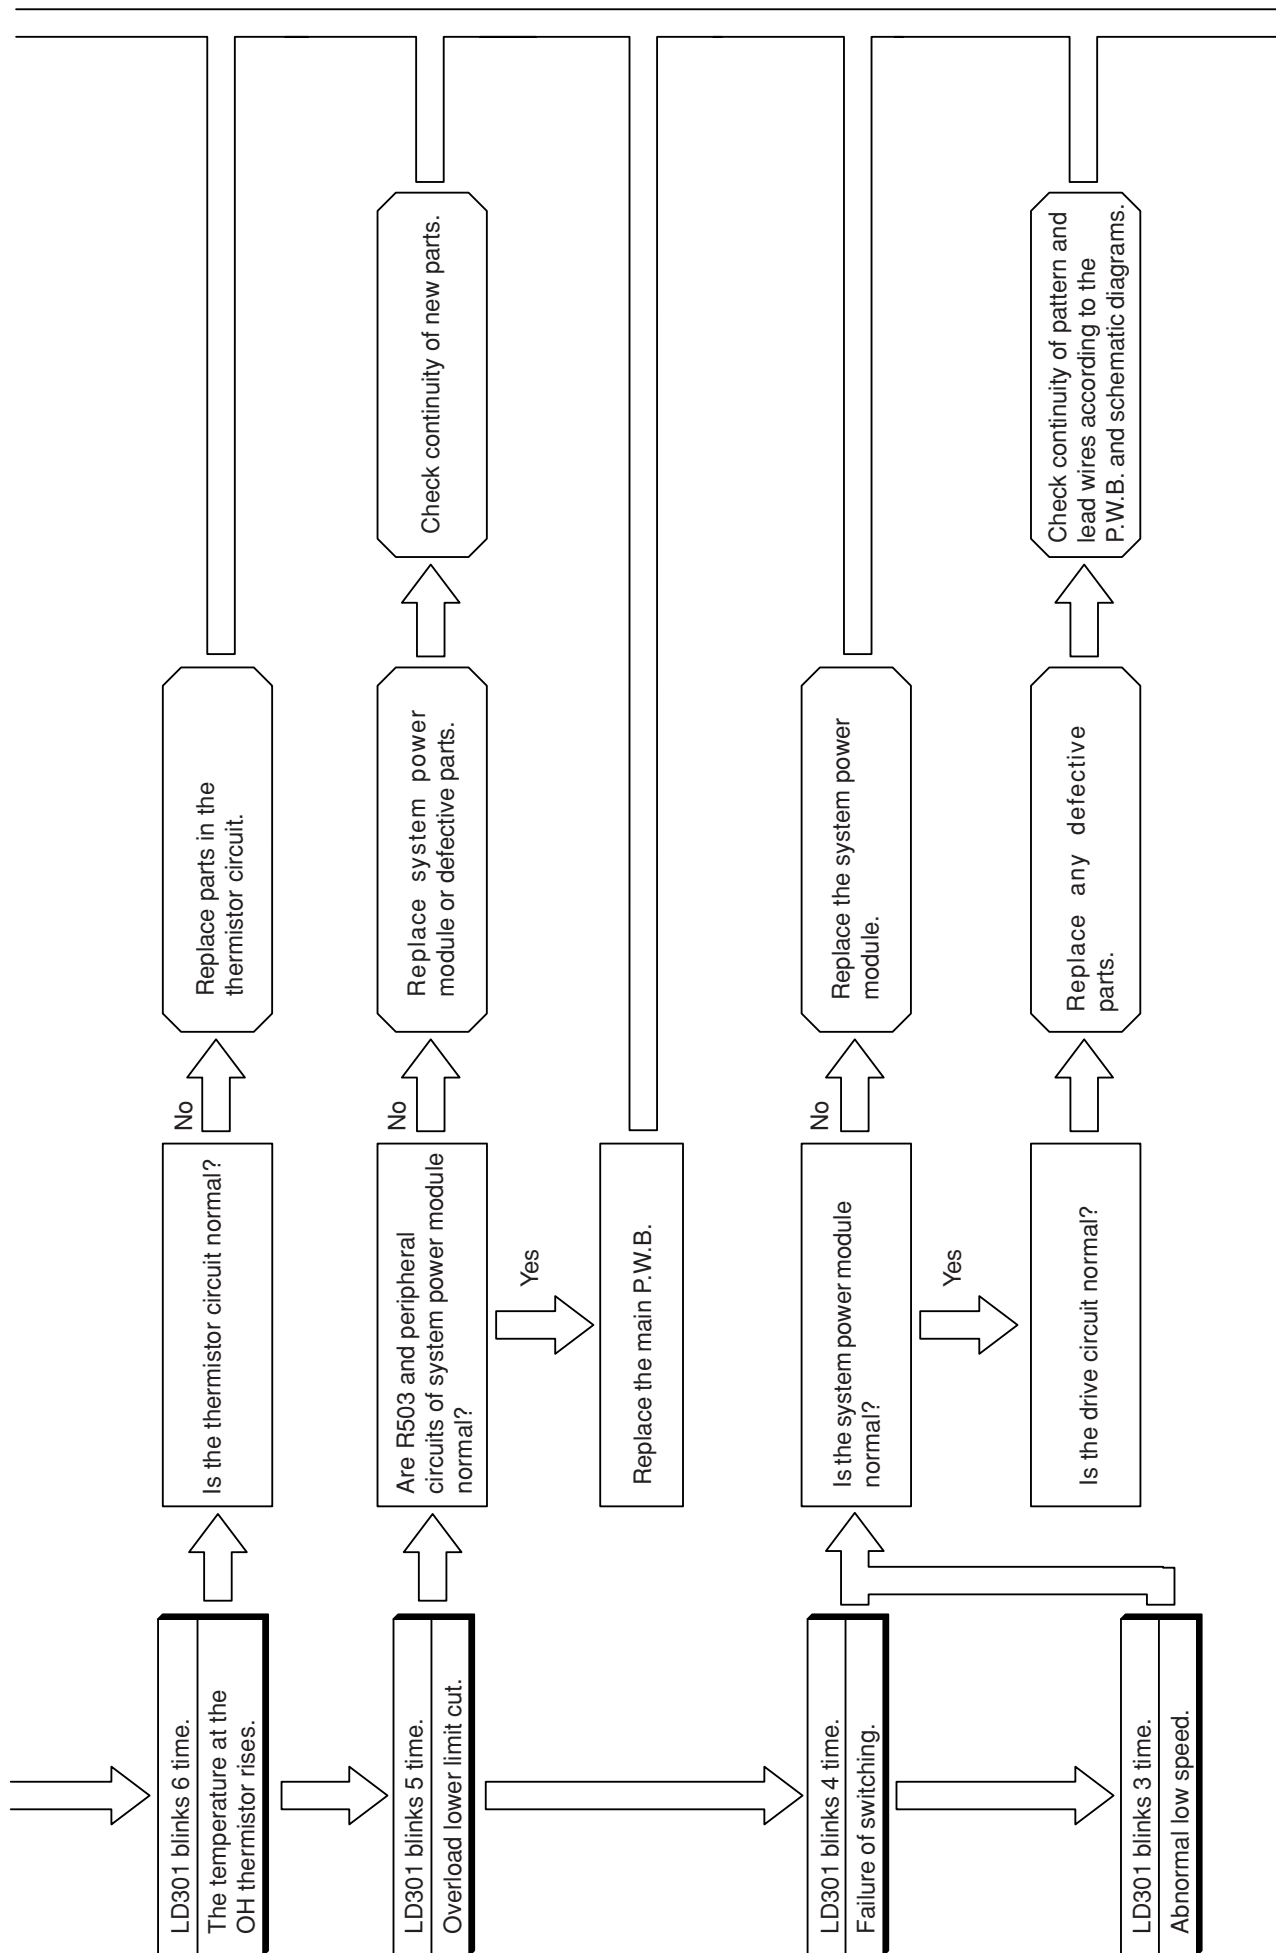 LD301 blinks 6 time.
The temperature at the
OH thermistor rises.
Is the thermistor circuit normal?
No
Replace parts in the
thermistor circuit.
LD301 blinks 5 time.
Overload lower limit cut.
Are R503 and peripheral
circuits of system power module
normal?
No
Replace system power
module or defective parts.
Check continuity of new parts.
Yes
Replace the main P.W.B.
LD301 blinks 4 time.
Failure of switching.
Is the system power module
normal?
No
Replace the system power
module.
Yes
LD301 blinks 3 time.
Abnormal low speed.
Is the drive circuit normal?
Replace any defective
parts.
Check continuity of pattern and
lead wires according to the
P.W.B. and schematic diagrams.